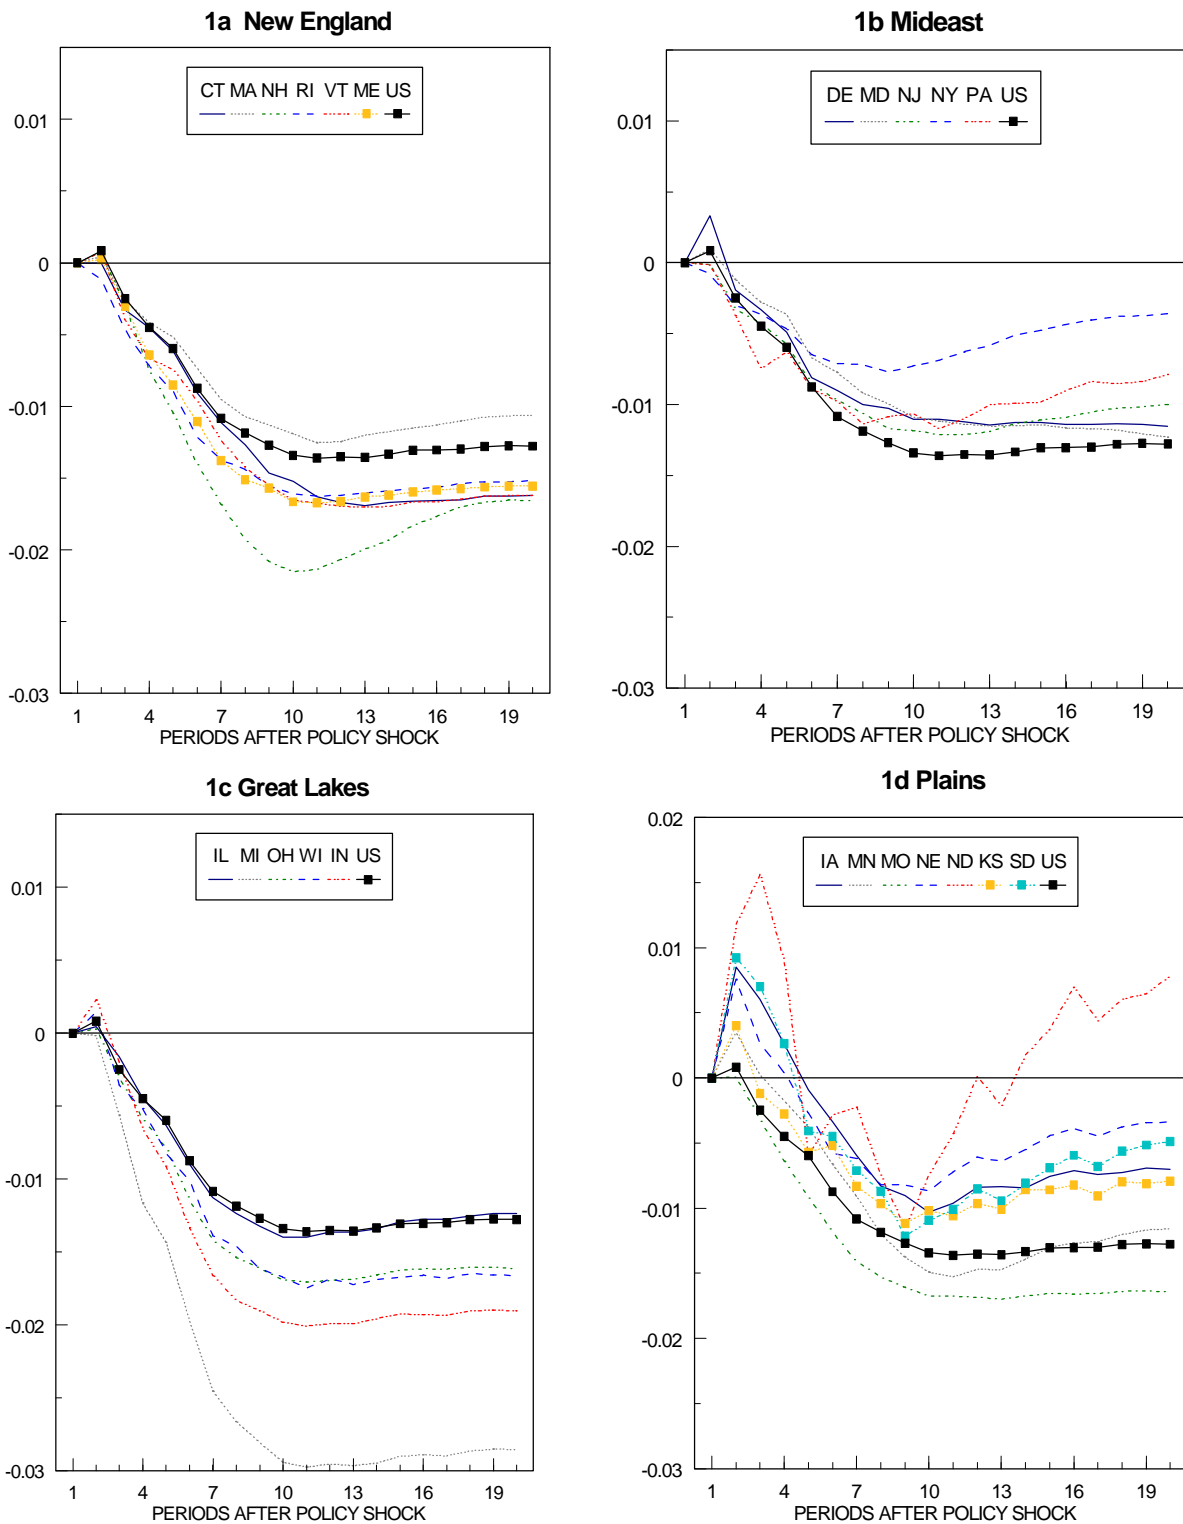 1a New England
CT MA NH RI VT ME US
0.01
0
-0.01
-0.02
-0.03
1 4 7 10 13 16 19
PERIODS AFTER POLICY SHOCK
1b Mideast
DE MD NJ NY PA US
0.01
0
-0.01
-0.02
-0.03
1 4 7 10 13 16 19
PERIODS AFTER POLICY SHOCK
1c Great Lakes
IL MI OH WI IN US
0.01
0
-0.01
-0.02
-0.03
1 4 7 10 13 16 19
PERIODS AFTER POLICY SHOCK
1d Plains
0.02
IA MN MO NE ND KS SD US
0.01
0
-0.01
-0.02
-0.03
1 4 7 10 13 16 19
PERIODS AFTER POLICY SHOCK